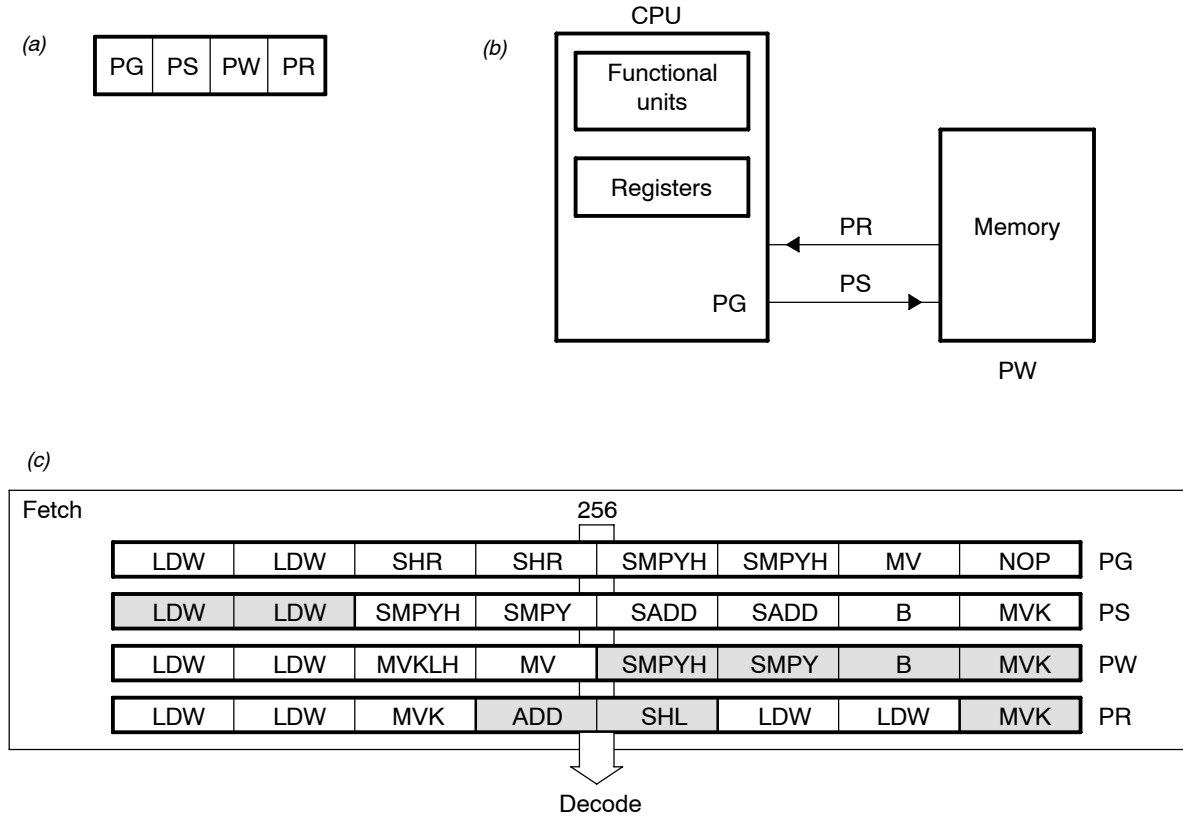 (a)
PG PS PW PR
(b)
CPU
Functional
units
Registers
PR
Memory
PS
PG
PW
(c)
Fetch
256
LDW LDW SHR SHR SMPYH SMPYH MV NOP PG
LDW LDW SMPYH SMPY SADD SADD B MVK PS
LDW LDW MVKLH MV SMPYH SMPY B MVK PW
LDW LDW MVK ADD SHL LDW LDW MVK PR
Decode